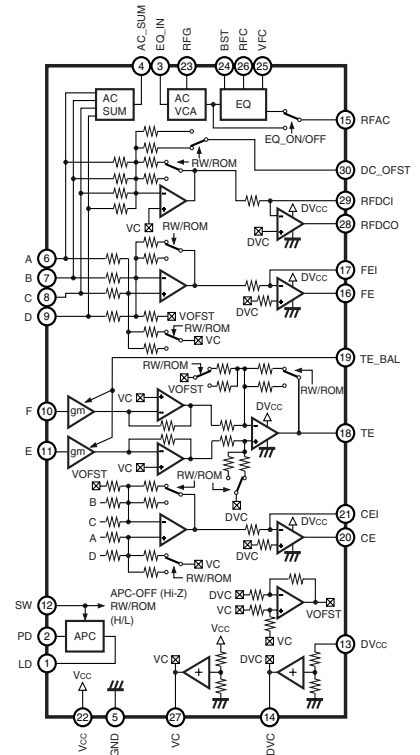 AC_SUM
EQ_IN
RFG
BST
RFC
VFC
4
3
23
24
26
25
AC
SUM
AC
VCA
EQ
15
RFAC
EQ_ON/OFF
30
DC_OFST
RW/ROM
29
RFDCI
DVCC
VC
28
RFDCO
DVC
RW/ROM
A
6
B
7
C
8
D
9
17
FEI
DVCC
16
FE
DVC
VOFST
VC
RW/ROM
19
TE_BAL
RW/ROM
VOFST
RW/ROM
VC
F
10
gm
DVCC
18
TE
E
11
gm
VC
VOFST
RW/ROM
B
C
A
D
DVC
21
CEI
DVCC
20
CE
DVC
VC
RW/ROM
SW
12
APC-OFF (Hi-Z)
RW/ROM
(H/L)
DVC
VC
VOFST
VC
PD
2
APC
LD
1
VCC
13
DVCC
VC
DVC
+
+
VCC
22
5
27
14
VCC
GND
VC
DVC